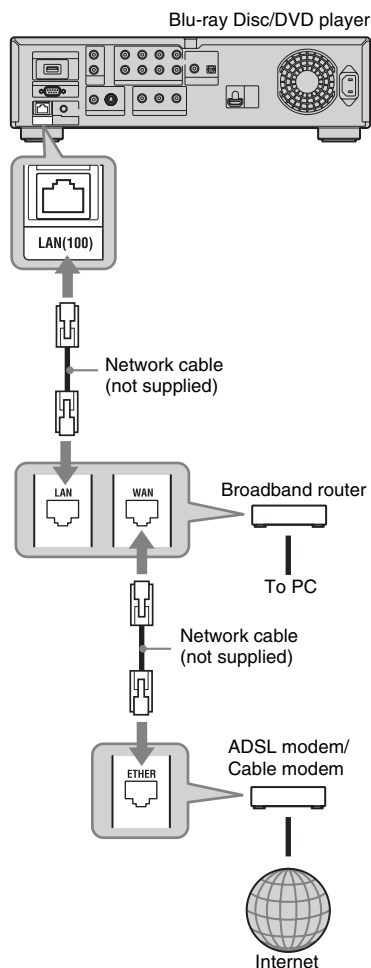 Blu-ray Disc/DVD player
LAN(100)
Network cable
(not supplied)
LAN
WAN
Broadband router
To PC
Network cable
(not supplied)
ADSL modem/
Cable modem
ETHER
Internet